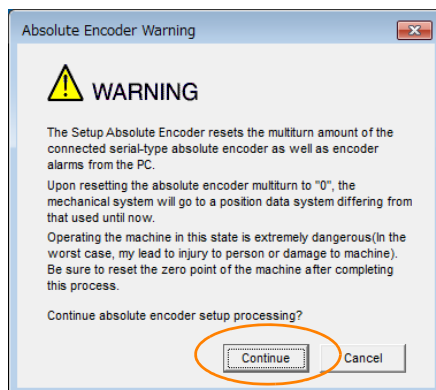 Absolute Encoder Warning
WARNING
The Setup Absolute Encoder resets the multiturn amount of the
connected serial-type absolute encoder as well as encoder
alarms from the PC.
Upon resetting the absolute encoder multiturn to "0", the
mechanical system will go to a position data system differing from
that used until now.
Operating the machine in this state is extremely dangerous(In the
worst case, my lead to injury to person or damage to machine).
Be sure to reset the zero point of the machine after completing
this process.
Continue absolute encoder setup processing?
Continue Cancel